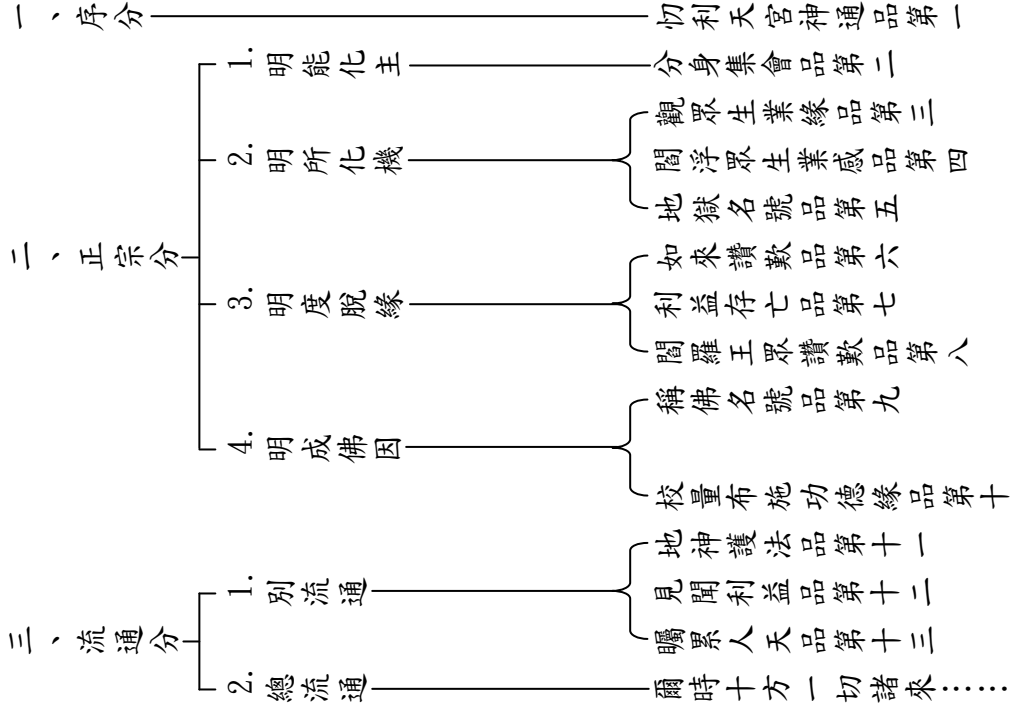 一、序分
忉利天宮神通品第一
二、正宗分
1. 明能化主
分身集會品第二
2. 明所化機
觀眾生業緣品第三
閻浮眾生業感品第四
地獄名號品第五
3. 明度脫緣
如來讚歎品第六
利益存亡品第七
閻羅王眾讚歎品第八
4. 明成佛因
稱佛名號品第九
校量布施功德緣品第十
三、流通分
1. 別流通
地神護法品第十一
見聞利益品第十二
囑累人天品第十三
2. 總流通
爾時十方一切諸來……